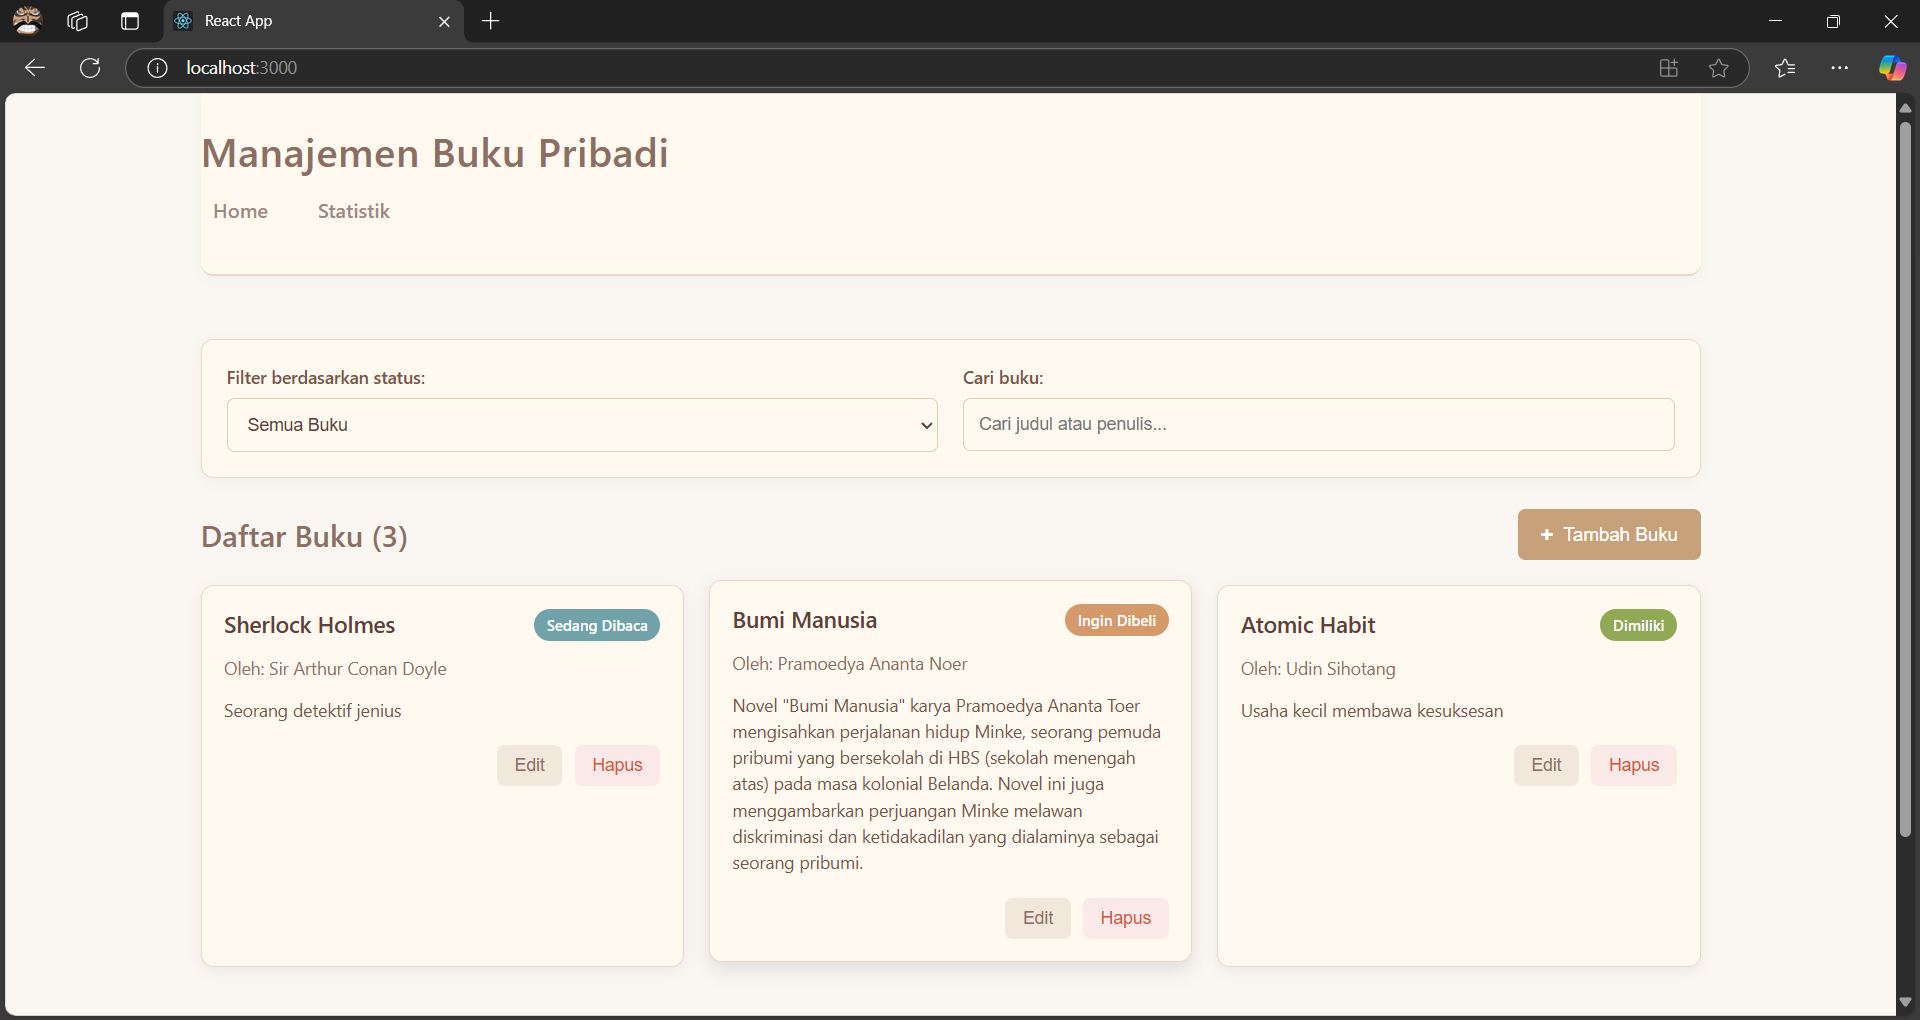 React App
localhost:3000
Manajemen Buku Pribadi
Home Statistik
Filter berdasarkan status:
Semua Buku
Cari buku:
Cari judul atau penulis...
Daftar Buku (3)
+ Tambah Buku
Sherlock Holmes
Sedang Dibaca
Oleh: Sir Arthur Conan Doyle
Seorang detektif jenius
Edit Hapus
Bumi Manusia
Ingin Dibeli
Oleh: Pramoedya Ananta Noer
Novel "Bumi Manusia" karya Pramoedya Ananta Toer
mengisahkan perjalanan hidup Minke, seorang pemuda
pribumi yang bersekolah di HBS (sekolah menengah
atas) pada masa kolonial Belanda. Novel ini juga
menggambarkan perjuangan Minke melawan
diskriminasi dan ketidakadilan yang dialaminya sebagai
seorang pribumi.
Edit Hapus
Atomic Habit
Dimiliki
Oleh: Udin Sihotang
Usaha kecil membawa kesuksesan
Edit Hapus